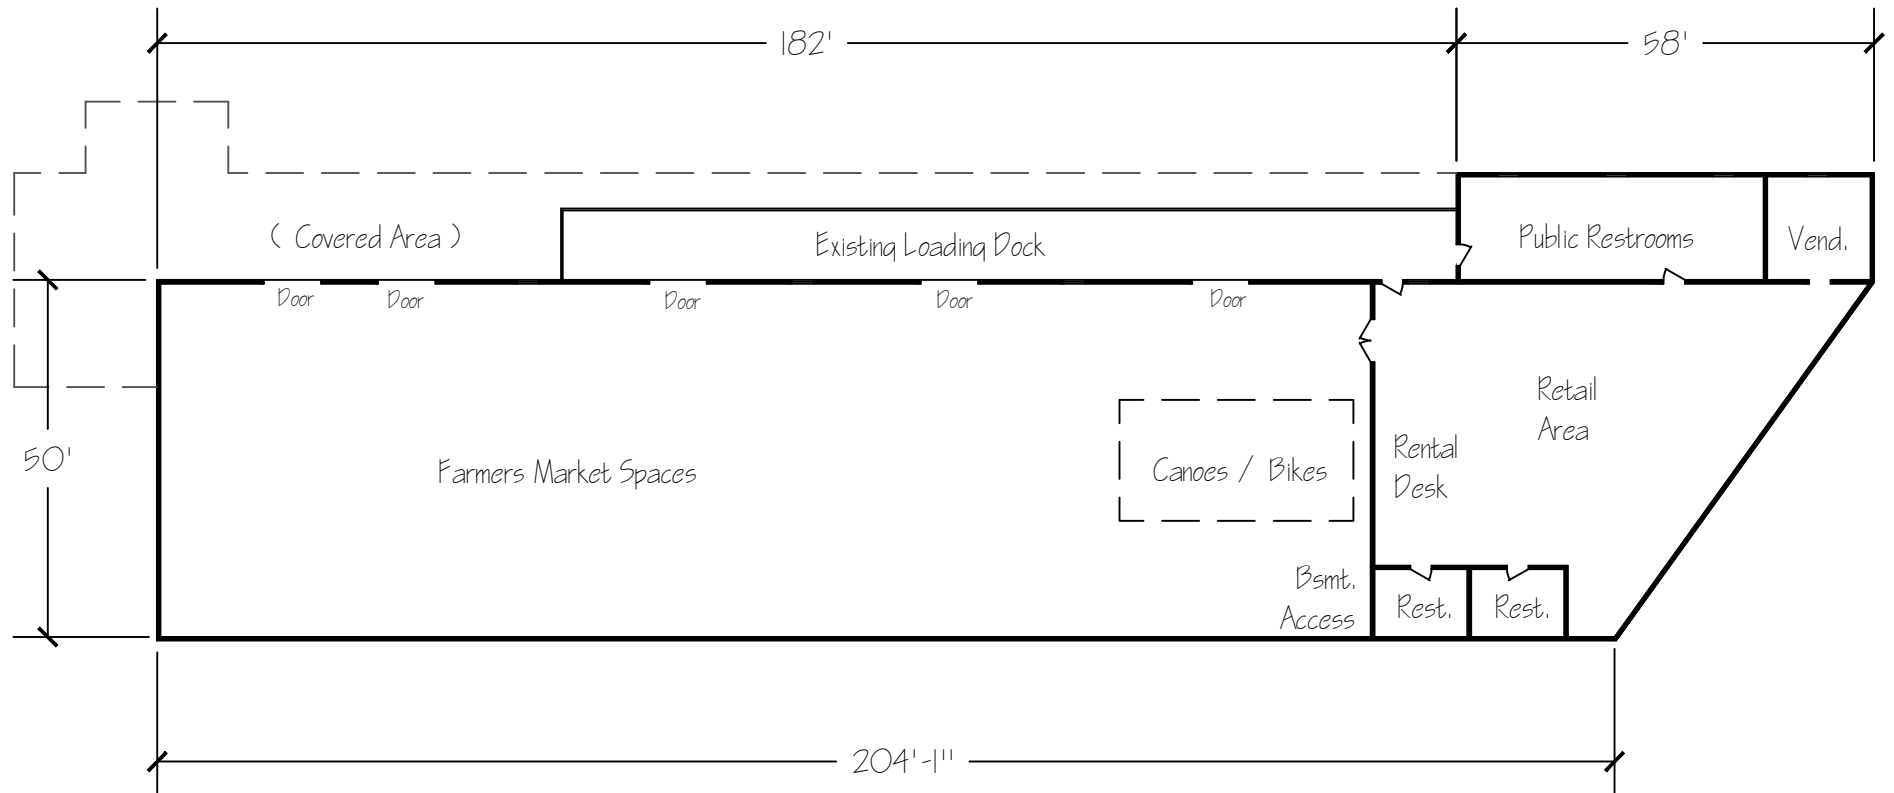 182'
58'
( Covered Area )
Existing Loading Dock
Public Restrooms
Vend.
Door
Door
Door
Door
Door
50'
Farmers Market Spaces
Canoes / Bikes
Rental
Desk
Retail
Area
Bsmt.
Access
Rest.
Rest.
204'-1"